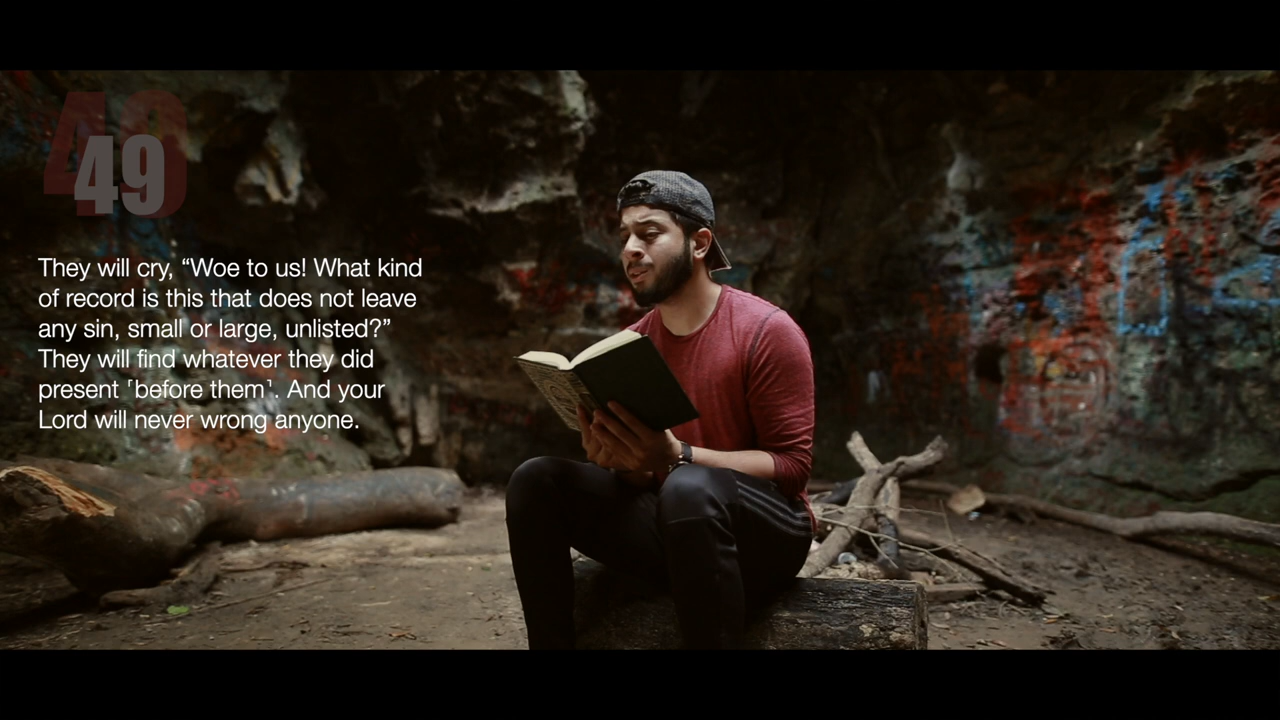 49
49
They will cry, “Woe to us! What kind
of record is this that does not leave
any sin, small or large, unlisted?”
They will find whatever they did
present ˹before them˺. And your
Lord will never wrong anyone.